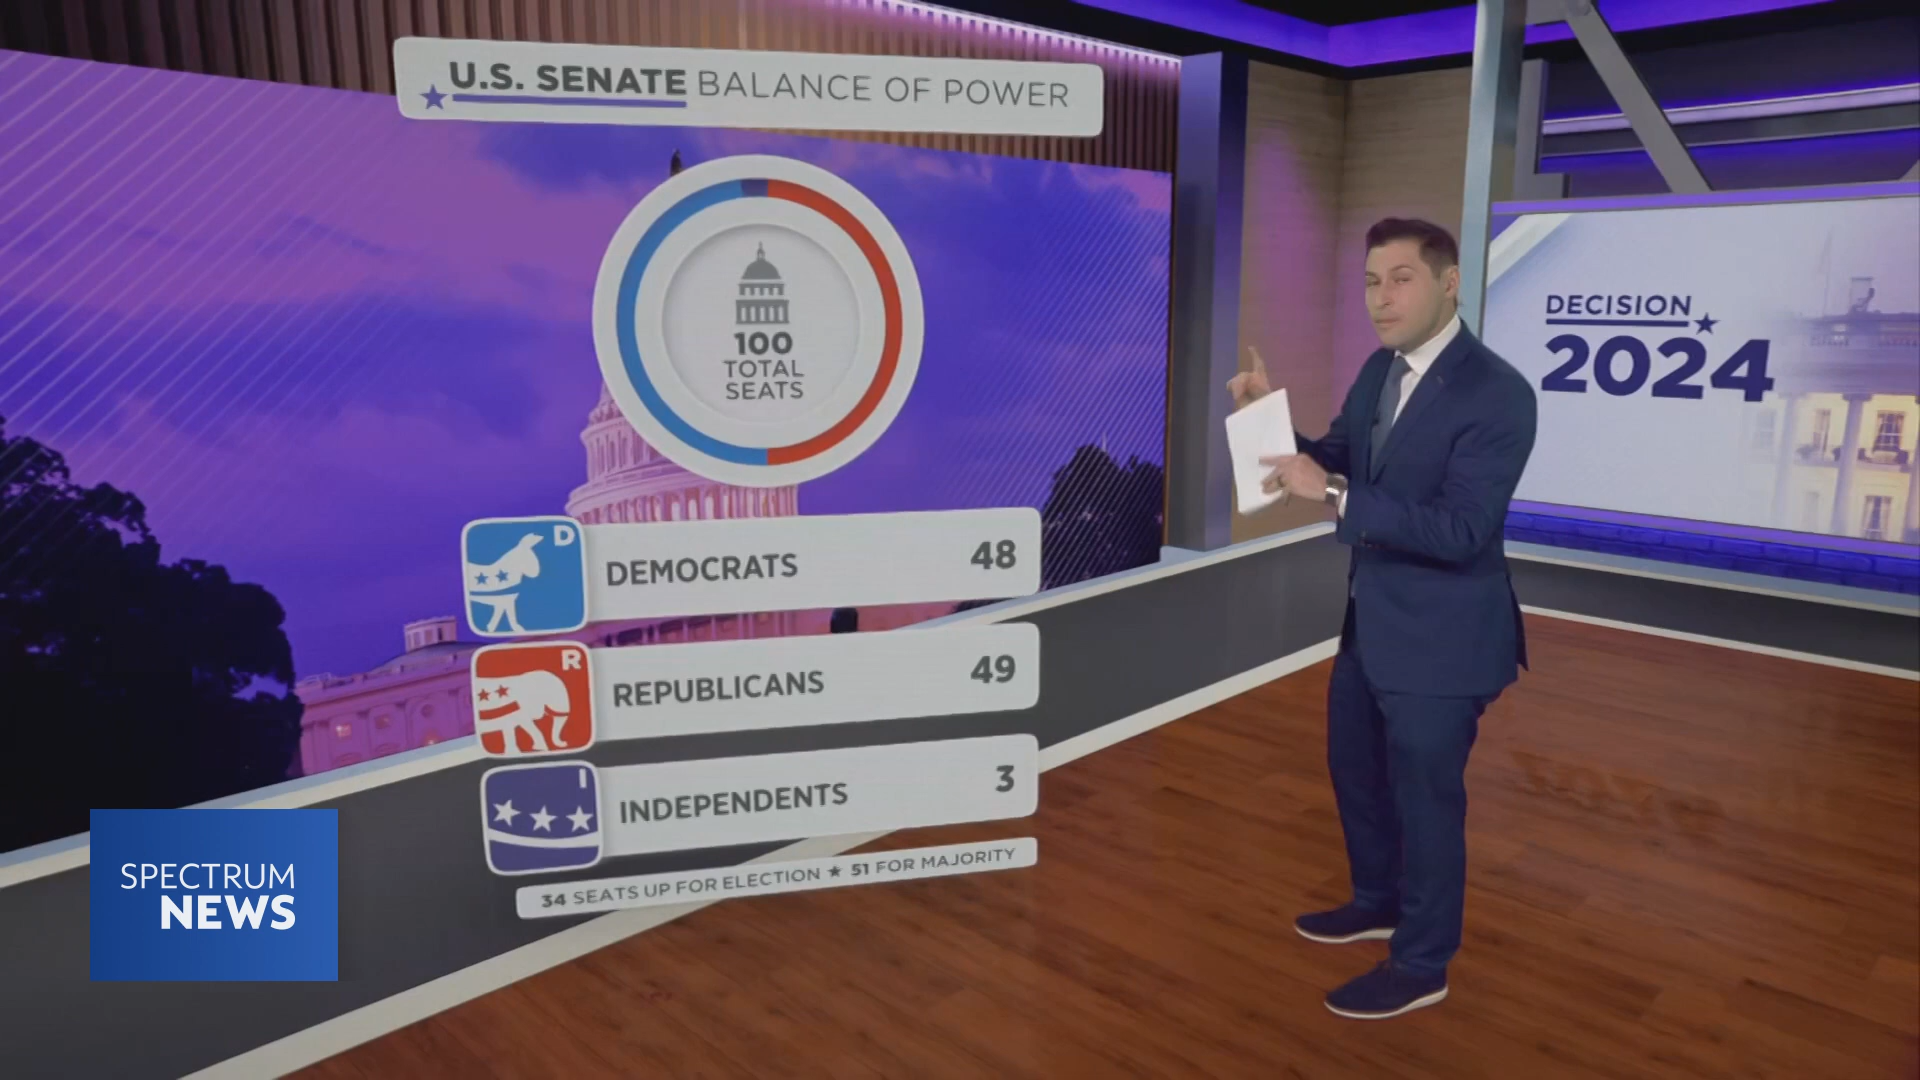 U.S. SENATE BALANCE OF POWER
100
TOTAL
SEATS
D
DEMOCRATS 48
R
REPUBLICANS 49
I
INDEPENDENTS 3
34 SEATS UP FOR ELECTION ★ 51 FOR MAJORITY
DECISION
2024
SPECTRUM
NEWS